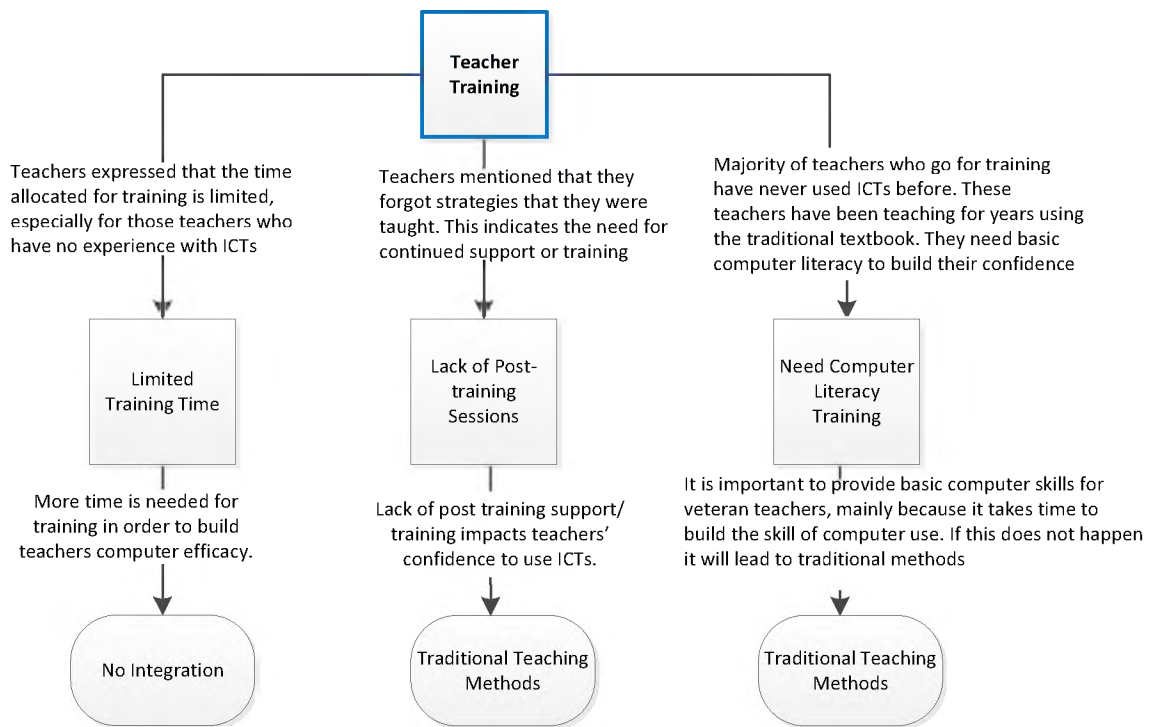 Teacher
Training
Teachers expressed that the time
allocated for training is limited,
especially for those teachers who
have no experience with ICTs
Teachers mentioned that they
forgot strategies that they were
taught. This indicates the need for
continued support or training
Majority of teachers who go for training
have never used ICTs before. These
teachers have been teaching for years using
the traditional textbook. They need basic
computer literacy to build their confidence
Limited
Training Time
Lack of Post-
training
Sessions
Need Computer
Literacy
Training
More time is needed for
training in order to build
teachers computer efficacy.
Lack of post training support/
training impacts teachers’
confidence to use ICTs.
It is important to provide basic computer skills for
veteran teachers, mainly because it takes time to
build the skill of computer use. If this does not happen
it will lead to traditional methods
No Integration
Traditional Teaching
Methods
Traditional Teaching
Methods